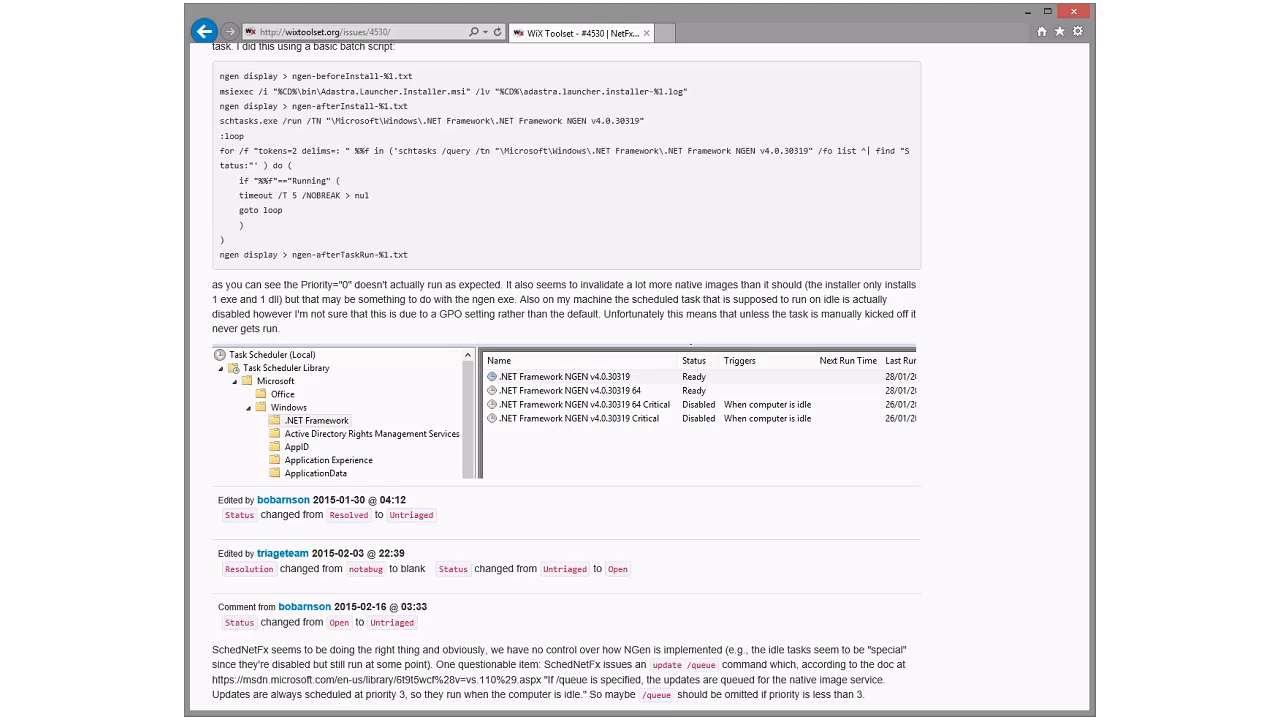 http://wixtoolset.org/issues/4530/
WiX Toolset - #4530 | NetFx...
task. I did this using a basic batch script:
ngen display > ngen-beforeInstall-%1.txt
msiexec /i "%CD%\bin\Adastra.Launcher.Installer.msi" /lv "%CD%\adastra.launcher.installer-%1.log"
ngen display > ngen-afterInstall-%1.txt
schtasks.exe /run /TN "\Microsoft\Windows\.NET Framework\.NET Framework NGEN v4.0.30319"
:loop
for /f "tokens=2 delims=: " %%f in ('schtasks /query /tn "\Microsoft\Windows\.NET Framework\.NET Framework NGEN v4.0.30319" /fo list ^| find "S
tatus:"' ) do (
if "%%f"=="Running" (
timeout /T 5 /NOBREAK > nul
goto loop
)
)
ngen display > ngen-afterTaskRun-%1.txt
as you can see the Priority="0" doesn't actually run as expected. It also seems to invalidate a lot more native images than it should (the installer only installs
1 exe and 1 dll) but that may be something to do with the ngen exe. Also on my machine the scheduled task that is supposed to run on idle is actually
disabled however I'm not sure that this is due to a GPO setting rather than the default. Unfortunately this means that unless the task is manually kicked off it
never gets run.
Task Scheduler (Local)
Task Scheduler Library
Microsoft
Office
Windows
.NET Framework
Active Directory Rights Management Services
AppID
Application Experience
ApplicationData
Name Status Triggers Next Run Time Last Rur
.NET Framework NGEN v4.0.30319 Ready 28/01/20
.NET Framework NGEN v4.0.30319 64 Ready 28/01/20
.NET Framework NGEN v4.0.30319 64 Critical Disabled When computer is idle 26/01/20
.NET Framework NGEN v4.0.30319 Critical Disabled When computer is idle 26/01/20
Edited by bobarnson 2015-01-30 @ 04:12
Status changed from Resolved to Untriaged
Edited by triageteam 2015-02-03 @ 22:39
Resolution changed from notabug to blank Status changed from Untriaged to Open
Comment from bobarnson 2015-02-16 @ 03:33
Status changed from Open to Untriaged
SchedNetFx seems to be doing the right thing and obviously, we have no control over how NGen is implemented (e.g., the idle tasks seem to be "special"
since they're disabled but still run at some point). One questionable item: SchedNetFx issues an update /queue command which, according to the doc at
https://msdn.microsoft.com/en-us/library/6t9t5wcf%28v=vs.110%29.aspx "If /queue is specified, the updates are queued for the native image service.
Updates are always scheduled at priority 3, so they run when the computer is idle." So maybe /queue should be omitted if priority is less than 3.